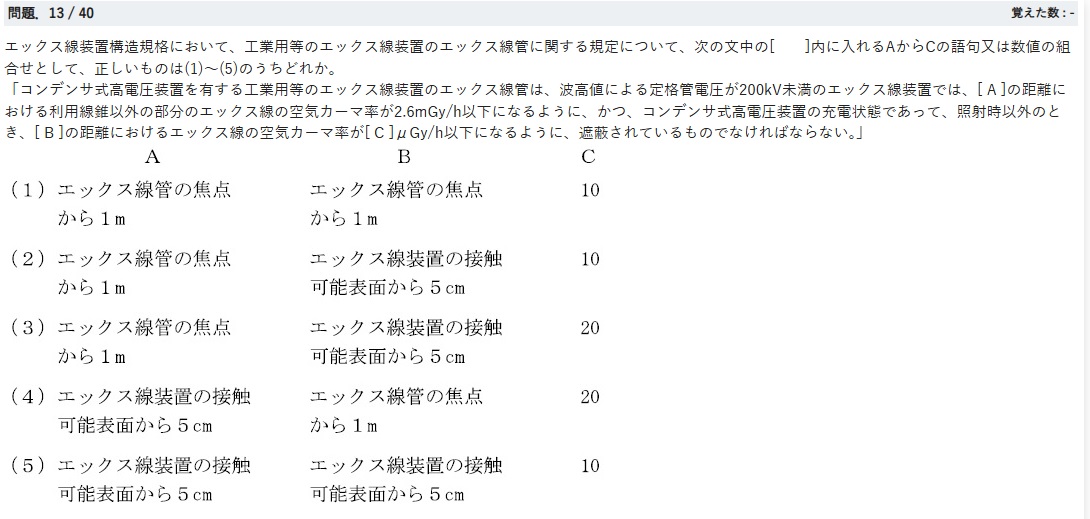 問題. 13 / 40 覚えた数 : -
エックス線装置構造規格において、工業用等のエックス線装置のエックス線管に関する規定について、次の文中の[　　]内に入れるAからCの語句又は数値の組
合せとして、正しいものは(1)～(5)のうちどれか。
「コンデンサ式高電圧装置を有する工業用等のエックス線装置のエックス線管は、波高値による定格管電圧が200kV未満のエックス線装置では、[ A ]の距離に
おける利用線錐以外の部分のエックス線の空気カーマ率が2.6mGy/h以下になるように、かつ、コンデンサ式高電圧装置の充電状態であって、照射時以外のと
き、[ B ]の距離におけるエックス線の空気カーマ率が[ C ]μGy/h以下になるように、遮蔽されているものでなければならない。」
A B C
（1）エックス線管の焦点 エックス線管の焦点 10
から１m から１m
（2）エックス線管の焦点 エックス線装置の接触 10
から１m 可能表面から５cm
（3）エックス線管の焦点 エックス線装置の接触 20
から１m 可能表面から５cm
（4）エックス線装置の接触 エックス線管の焦点 20
可能表面から５cm から１m
（5）エックス線装置の接触 エックス線装置の接触 10
可能表面から５cm 可能表面から５cm